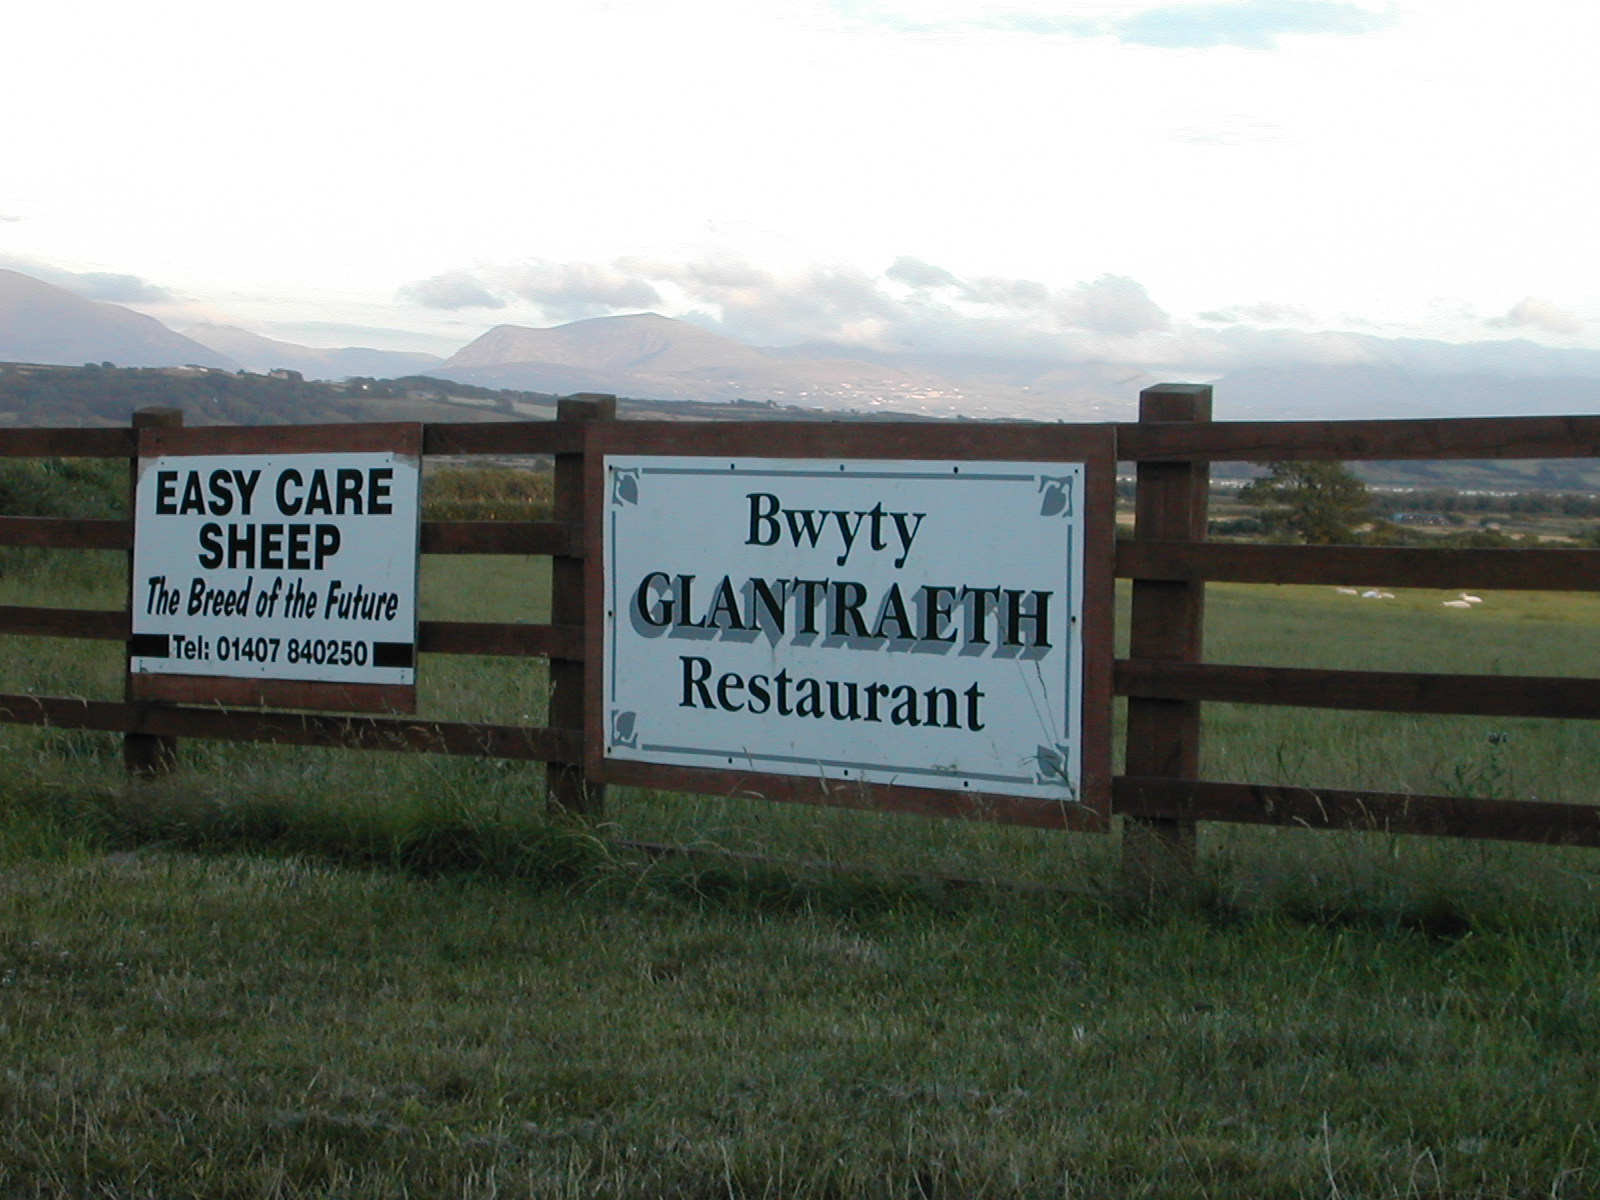 EASY CARE
SHEEP
The Breed of the Future
Tel: 01407 840250
Bwyty
GLANTRAETH
Restaurant